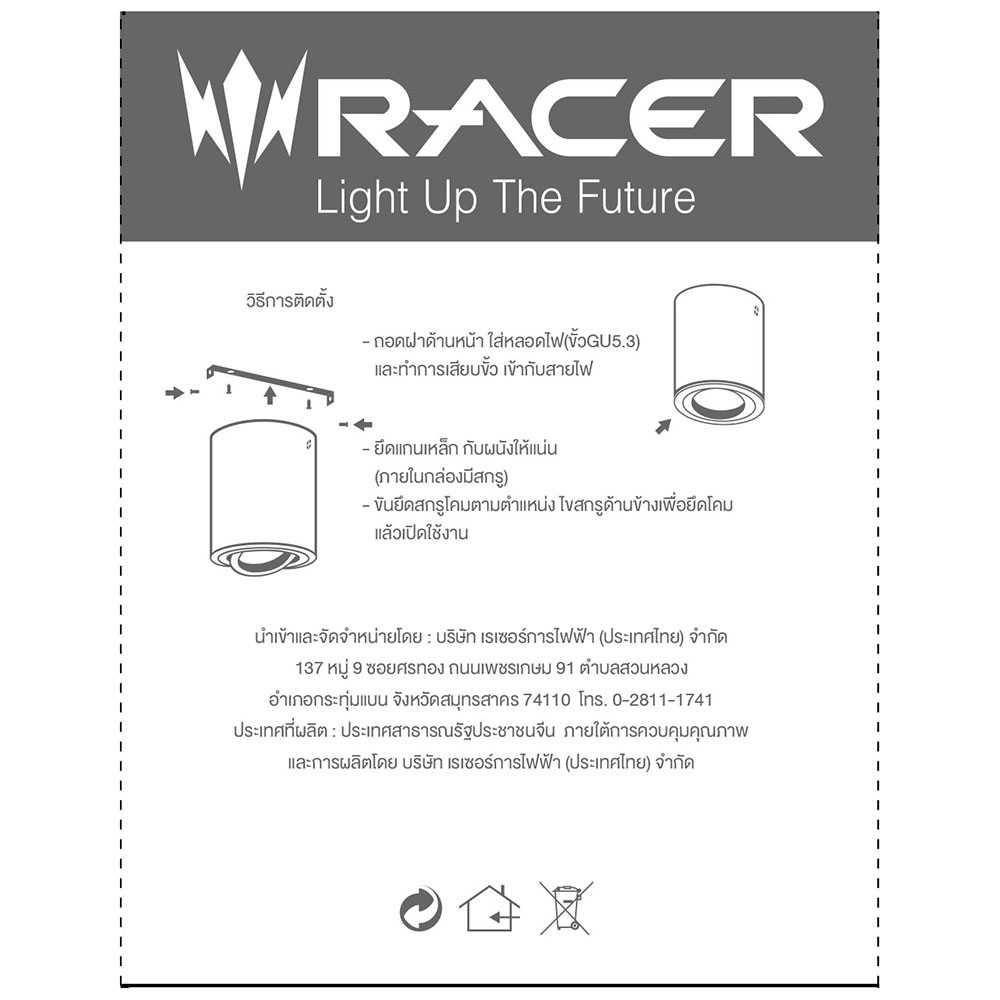 RACER
Light Up The Future
วิธีการติดตั้ง
- ถอดฝาด้านหน้า ใส่หลอดไฟ(ขั้วGU5.3)
และทำการเสียบขั้ว เข้ากับสายไฟ
- ยึดแกนเหล็ก กับผนังให้แน่น
(ภายในกล่องมีสกรู)
- ขันยึดสกรูโคมตามตำแหน่ง ไขสกรูด้านข้างเพื่อยึดโคม
แล้วเปิดใช้งาน
นำเข้าและจัดจำหน่ายโดย : บริษัท เรเซอร์การไฟฟ้า (ประเทศไทย) จำกัด
137 หมู่ 9 ซอยศรทอง ถนนเพชรเกษม 91 ตำบลสวนหลวง
อำเภอกระทุ่มแบน จังหวัดสมุทรสาคร 74110 โทร. 0-2811-1741
ประเทศที่ผลิต : ประเทศสาธารณรัฐประชาชนจีน ภายใต้การควบคุมคุณภาพ
และการผลิตโดย บริษัท เรเซอร์การไฟฟ้า (ประเทศไทย) จำกัด